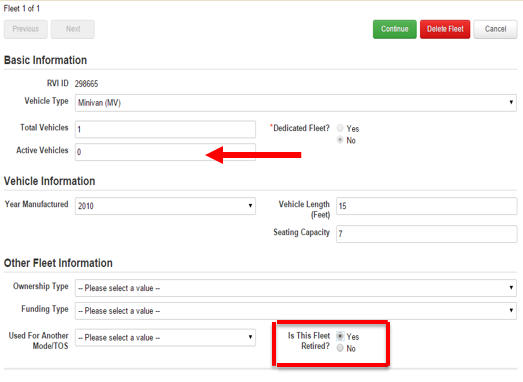 Fleet 1 of 1
Previous Next Continue Delete Fleet Cancel
Basic Information
RVI ID 298665
Vehicle Type Minivan (MV)
Total Vehicles 1 *Dedicated Fleet? Yes
No
Active Vehicles 0
Vehicle Information
Year Manufactured 2010 Vehicle Length (Feet) 15
Seating Capacity 7
Other Fleet Information
Ownership Type -- Please select a value --
Funding Type -- Please select a value --
Used For Another Mode/TOS -- Please select a value -- Is This Fleet Retired? Yes
No